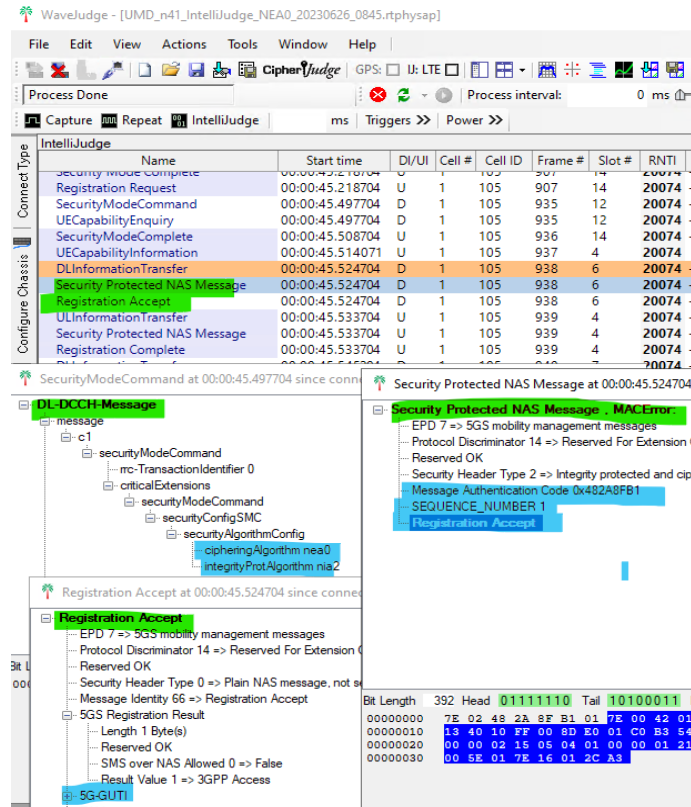 WaveJudge - [UMD_n41_IntelliJudge_NEA0_20230626_0845.rtphysap]
File Edit View Actions Tools Window Help
CipherJudge GPS: IJ: LTE
Process Done Process interval: 0 ms
Capture Repeat IntelliJudge ms Triggers >> Power >>
Connect Type
Configure Chassis
IntelliJudge
Name Start time DI/UI Cell # Cell ID Frame # Slot # RNTI
Security Mode Complete 00:00:45.218704 U 1 105 907 14 20074
Registration Request 00:00:45.218704 U 1 105 907 14 20074
SecurityModeCommand 00:00:45.497704 D 1 105 935 12 20074
UECapabilityEnquiry 00:00:45.497704 D 1 105 935 12 20074
SecurityModeComplete 00:00:45.508704 U 1 105 936 14 20074
UECapabilityInformation 00:00:45.514071 U 1 105 937 4 20074
DLInformationTransfer 00:00:45.524704 D 1 105 938 6 20074
Security Protected NAS Message 00:00:45.524704 D 1 105 938 6 20074
Registration Accept 00:00:45.524704 D 1 105 938 6 20074
ULInformationTransfer 00:00:45.533704 U 1 105 939 4 20074
Security Protected NAS Message 00:00:45.533704 U 1 105 939 4 20074
Registration Complete 00:00:45.533704 U 1 105 939 4 20074
SecurityModeCommand at 00:00:45.497704 since conne
DL-DCCH-Message
message
c1
securityModeCommand
rrc-TransactionIdentifier 0
criticalExtensions
securityModeCommand
securityConfigSMC
securityAlgorithmConfig
cipheringAlgorithm nea0
integrityProtAlgorithm nia2
Security Protected NAS Message at 00:00:45.524704
Security Protected NAS Message , MACError:
EPD 7 => 5GS mobility management messages
Protocol Discriminator 14 => Reserved For Extension
Reserved OK
Security Header Type 2 => Integrity protected and cip
Message Authentication Code 0x482A8FB1
SEQUENCE_NUMBER 1
Registration Accept
Registration Accept at 00:00:45.524704 since connec
Registration Accept
EPD 7 => 5GS mobility management messages
Protocol Discriminator 14 => Reserved For Extension
Reserved OK
Security Header Type 0 => Plain NAS message, not se
Message Identity 66 => Registration Accept
5GS Registration Result
Length 1 Byte(s)
Reserved OK
SMS over NAS Allowed 0 => False
Result Value 1 => 3GPP Access
5G-GUTI
Bit L
Bit Length 392 Head 01111110 Tail 10100011
00000000 7E 02 48 2A 8F B1 01 7E 00 42 01
00000010 13 40 10 FF 00 8D E0 01 C0 B3 54
00000020 00 00 02 15 05 04 01 00 00 01 21
00000030 00 5E 01 7E 16 01 2C A3